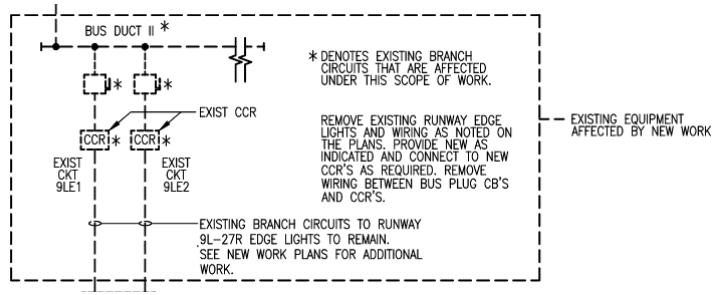 BUS DUCT II *
* DENOTES EXISTING BRANCH
CIRCUITS THAT ARE AFFECTED
UNDER THIS SCOPE OF WORK.
*
*
EXIST CCR
CCR *
CCR *
EXIST
CKT
9LE1
EXIST
CKT
9LE2
REMOVE EXISTING RUNWAY EDGE
LIGHTS AND WIRING AS NOTED ON
THE PLANS. PROVIDE NEW AS
INDICATED AND CONNECT TO NEW
CCR'S AS REQUIRED. REMOVE
WIRING BETWEEN BUS PLUG CB'S
AND CCR'S.
EXISTING EQUIPMENT
AFFECTED BY NEW WORK
EXISTING BRANCH CIRCUITS TO RUNWAY
9L-27R EDGE LIGHTS TO REMAIN.
SEE NEW WORK PLANS FOR ADDITIONAL
WORK.